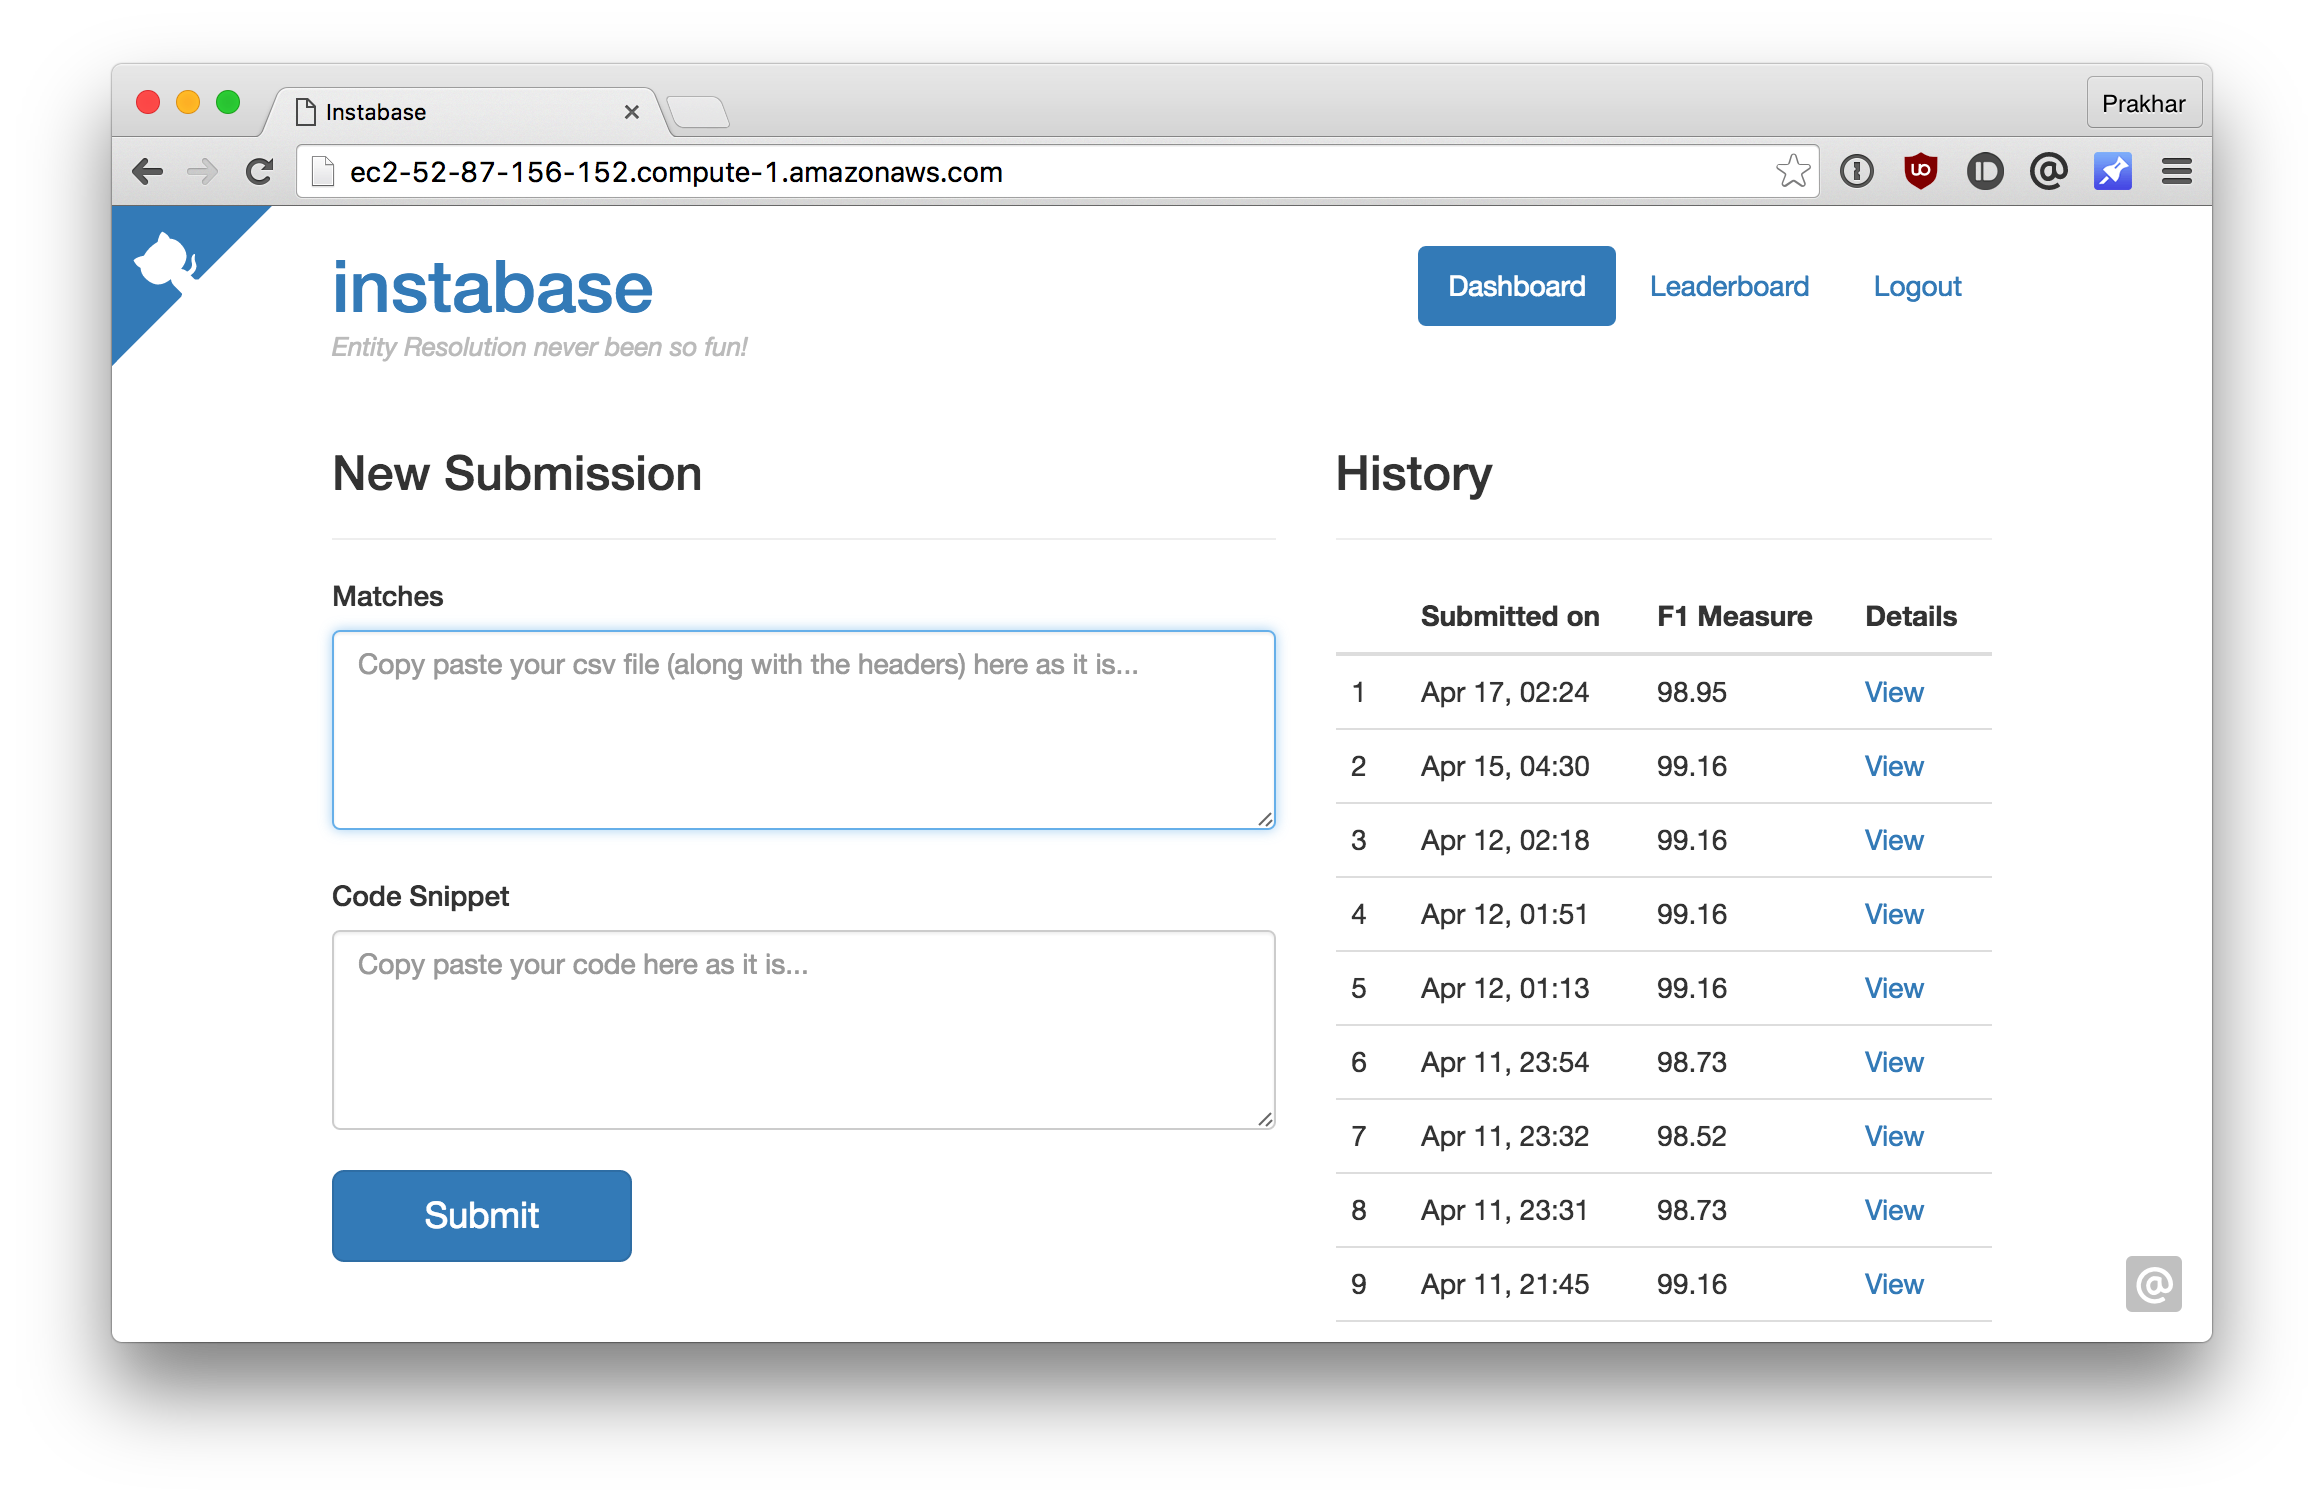 Instabase
Prakhar
ec2-52-87-156-152.compute-1.amazonaws.com
instabase
Entity Resolution never been so fun!
Dashboard Leaderboard Logout
New Submission
Matches
Copy paste your csv file (along with the headers) here as it is...
Code Snippet
Copy paste your code here as it is...
Submit
History
Submitted on F1 Measure Details
1 Apr 17, 02:24 98.95 View
2 Apr 15, 04:30 99.16 View
3 Apr 12, 02:18 99.16 View
4 Apr 12, 01:51 99.16 View
5 Apr 12, 01:13 99.16 View
6 Apr 11, 23:54 98.73 View
7 Apr 11, 23:32 98.52 View
8 Apr 11, 23:31 98.73 View
9 Apr 11, 21:45 99.16 View
@